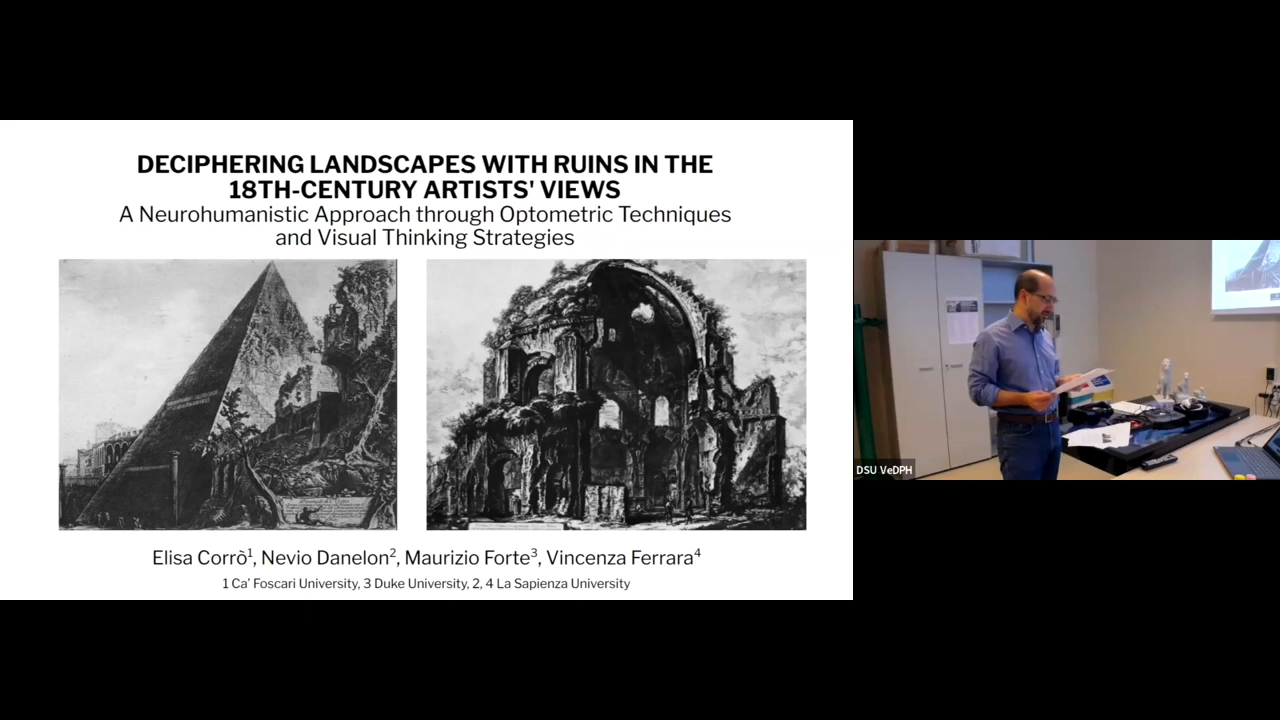 DECIPHERING LANDSCAPES WITH RUINS IN THE
18TH-CENTURY ARTISTS' VIEWS
A Neurohumanistic Approach through Optometric Techniques
and Visual Thinking Strategies
Elisa Corrò¹, Nevio Danelon², Maurizio Forte³, Vincenza Ferrara⁴
1 Ca' Foscari University, 3 Duke University, 2, 4 La Sapienza University
DSU VeDPH